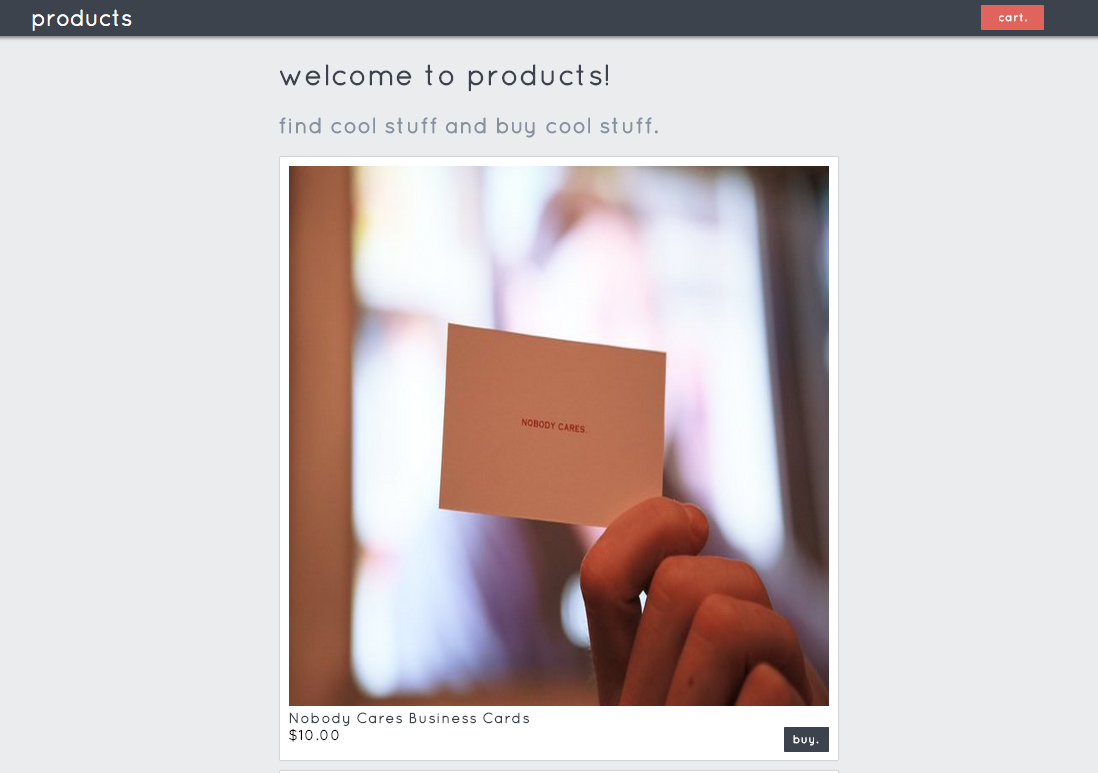 products
cart.
welcome to products!
find cool stuff and buy cool stuff.
NOBODY CARES.
Nobody Cares Business Cards
$10.00
buy.